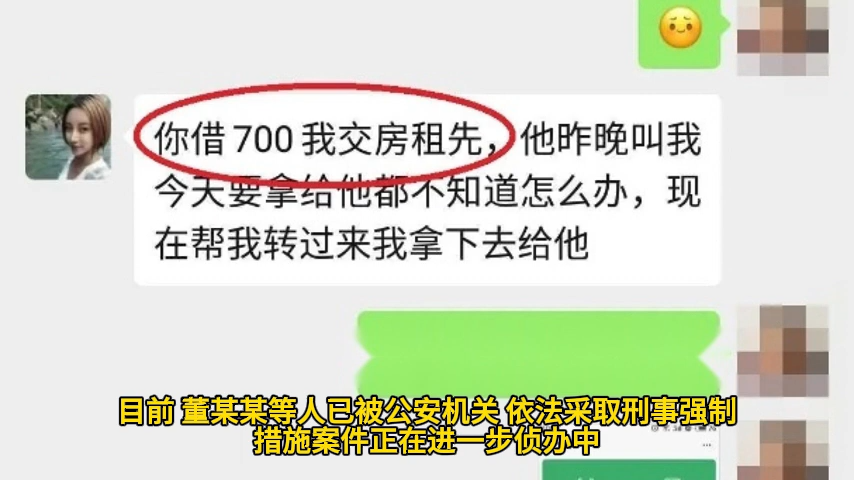 你借700我交房租先，他昨晚叫我
今天要拿给他都不知道怎么办，现
在帮我转过来我拿下去给他
目前 董某某等人已被公安机关 依法采取刑事强制
措施案件正在进一步侦办中